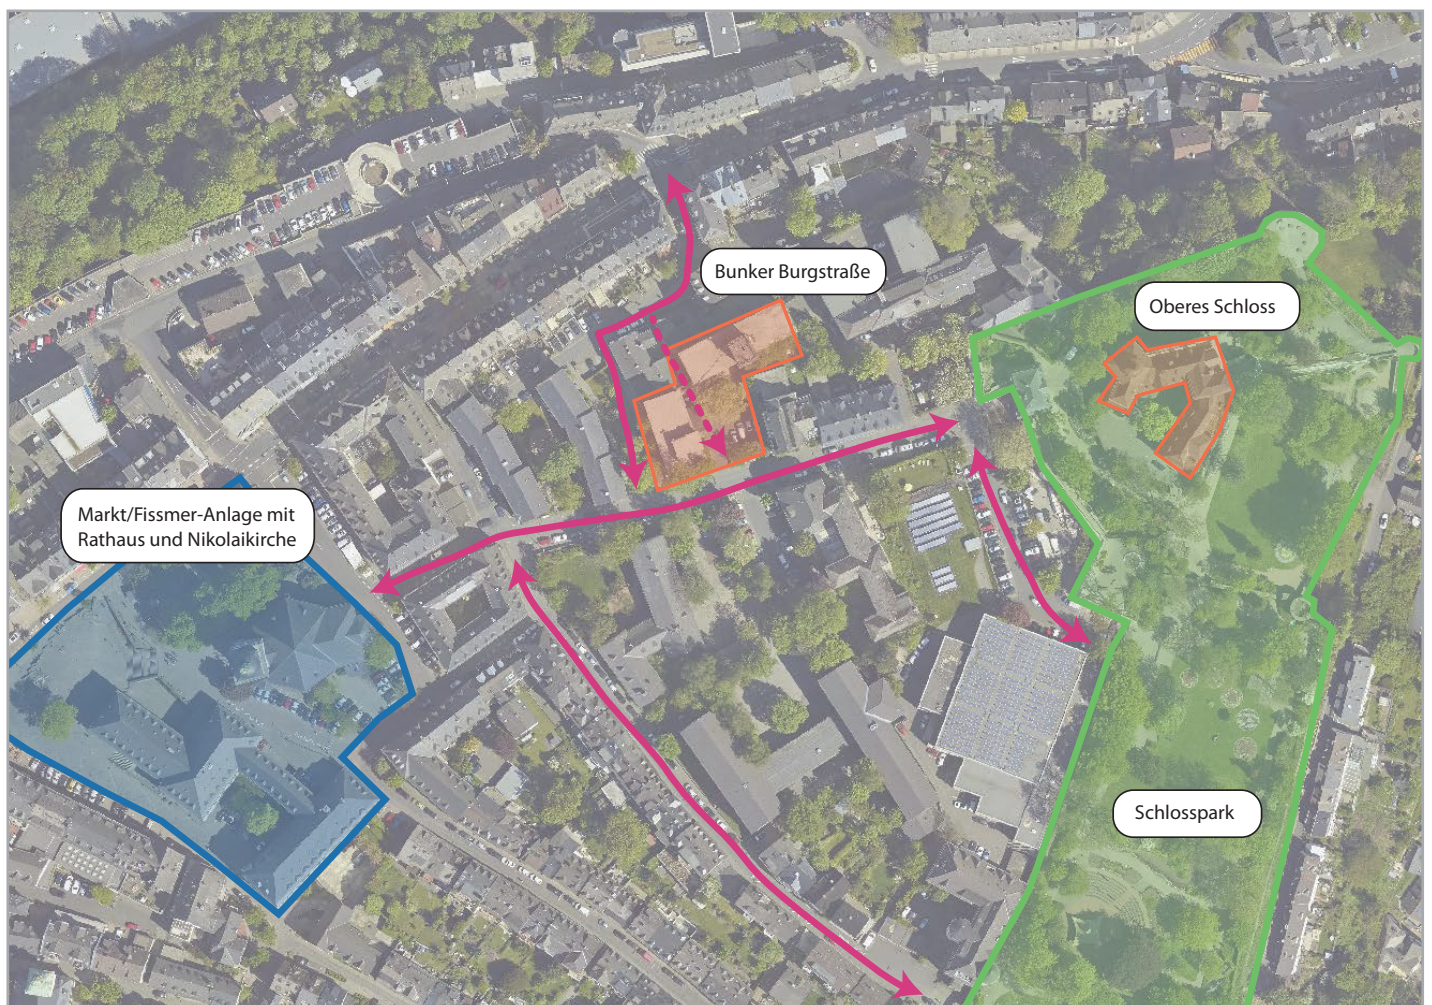 Bunker Burgstraße
Oberes Schloss
Markt/Fissmer-Anlage mit
Rathaus und Nikolaikirche
Schlosspark